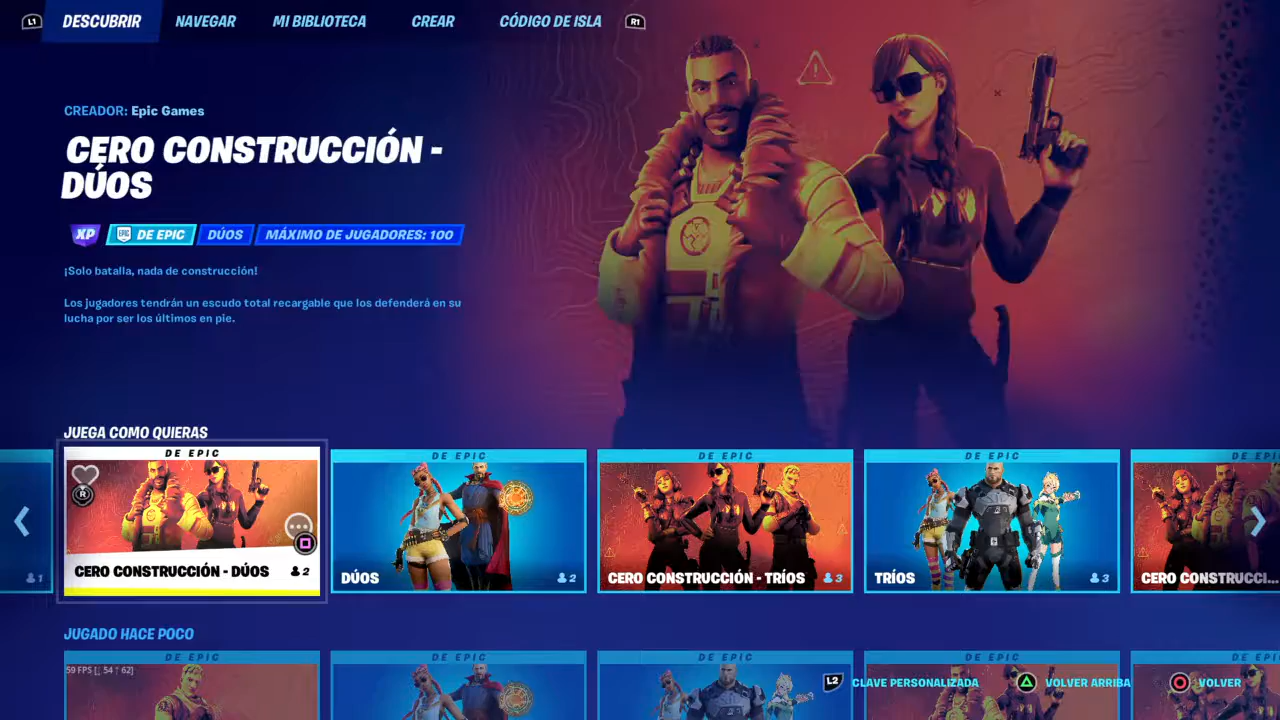 L1 DESCUBRIR NAVEGAR MI BIBLIOTECA CREAR CÓDIGO DE ISLA R1
CREADOR: Epic Games
CERO CONSTRUCCIÓN -
DÚOS
XP EPIC DE EPIC DÚOS MÁXIMO DE JUGADORES: 100
¡Solo batalla, nada de construcción!
Los jugadores tendrán un escudo total recargable que los defenderá en su
lucha por ser los últimos en pie.
JUEGA COMO QUIERAS
DE EPIC DE EPIC DE EPIC DE EPIC DE EPI
R
1 CERO CONSTRUCCIÓN - DÚOS 2 DÚOS 2 CERO CONSTRUCCIÓN - TRÍOS 3 TRÍOS 3 CERO CONSTRUCCI...
JUGADO HACE POCO
DE EPIC DE EPIC DE EPIC DE EPIC DE EPI
59 FPS [↓ 54 ↑ 62]
L2 CLAVE PERSONALIZADA VOLVER ARRIBA VOLVER